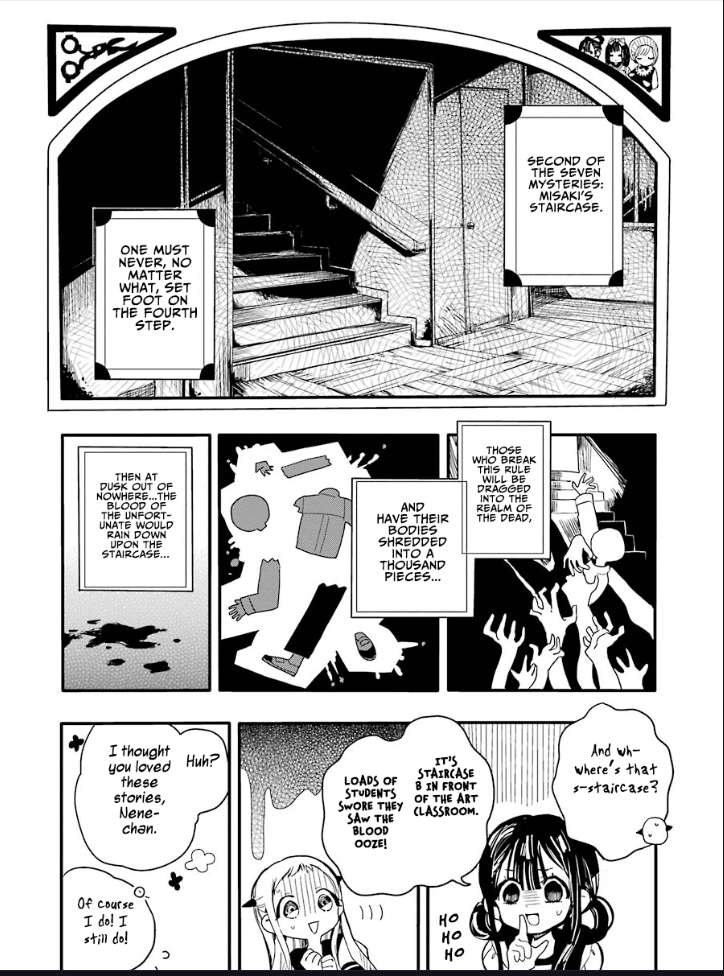 SECOND OF
THE SEVEN
MYSTERIES:
MISAKI'S
STAIRCASE.
ONE MUST
NEVER, NO
MATTER
WHAT, SET
FOOT ON
THE FOURTH
STEP.
THOSE
WHO BREAK
THIS RULE
WILL BE
DRAGGED
INTO THE
REALM OF
THE DEAD,
AND
HAVE THEIR
BODIES
SHREDDED
INTO A
THOUSAND
PIECES...
THEN AT
DUSK OUT OF
NOWHERE...THE
BLOOD OF
THE UNFORT-
UNATE WOULD
RAIN DOWN
UPON THE
STAIRCASE...
And wh-
where's that
s-staircase?
IT'S
STAIRCASE
B IN FRONT
OF THE ART
CLASSROOM.
LOADS OF
STUDENTS
SWORE THEY
SAW THE
BLOOD
OOZE!
HO
HO
HO
Huh?
I thought
you loved
these
stories,
Nene-
chan.
Of course
I do! I
still do!